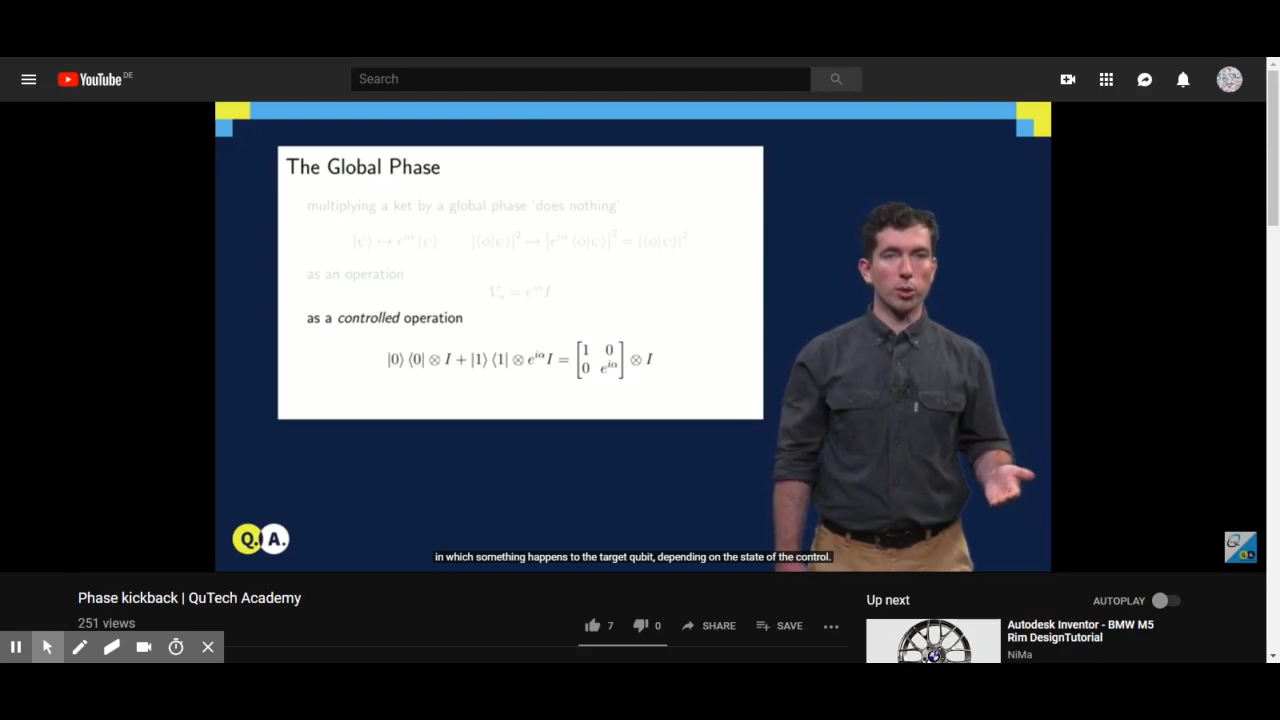 YouTube DE
Search
The Global Phase
multiplying a ket by a global phase 'does nothing'
|ψ⟩ ↦ e^{iα} |ψ⟩ |⟨ϕ|ψ⟩|² ↦ |e^{iα} ⟨ϕ|ψ⟩|² = |⟨ϕ|ψ⟩|²
as an operation
V_α = e^{iα} I
as a controlled operation
|0⟩ ⟨0| ⊗ I + |1⟩ ⟨1| ⊗ e^{iα} I = [1 0 0 e^{iα}] ⊗ I
Q. A.
in which something happens to the target qubit, depending on the state of the control.
Phase kickback | QuTech Academy
251 views
7 0 SHARE SAVE
Up next AUTOPLAY
Autodesk Inventor - BMW M5
Rim DesignTutorial
NiMa